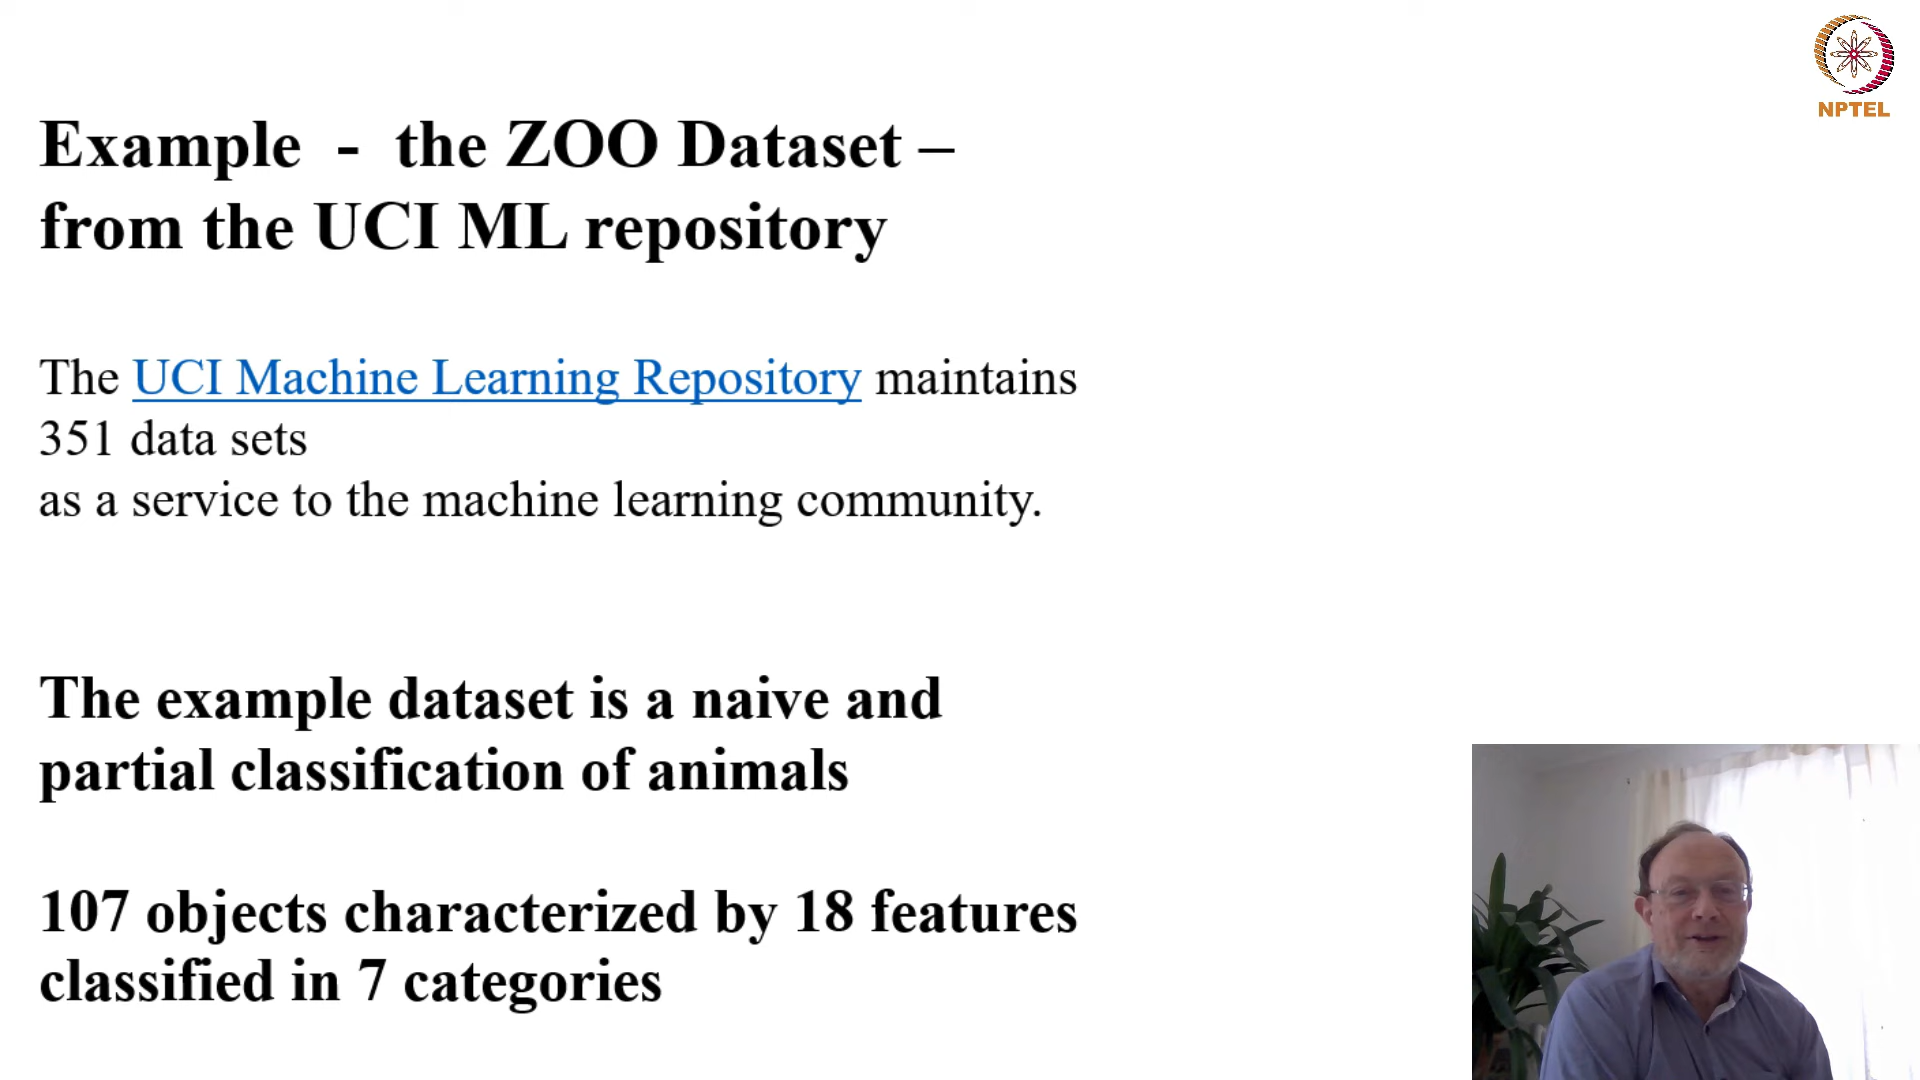 NPTEL
Example - the ZOO Dataset –
from the UCI ML repository
The UCI Machine Learning Repository maintains
351 data sets
as a service to the machine learning community.
The example dataset is a naive and
partial classification of animals
107 objects characterized by 18 features
classified in 7 categories